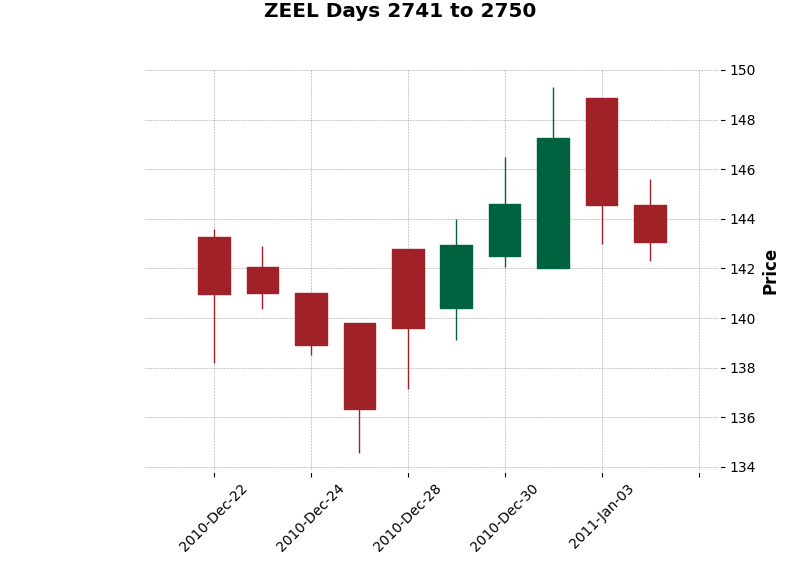 ZEEL Days 2741 to 2750
150
148
146
144
142
140
138
136
134
Price
2010-Dec-22
2010-Dec-24
2010-Dec-28
2010-Dec-30
2011-Jan-03